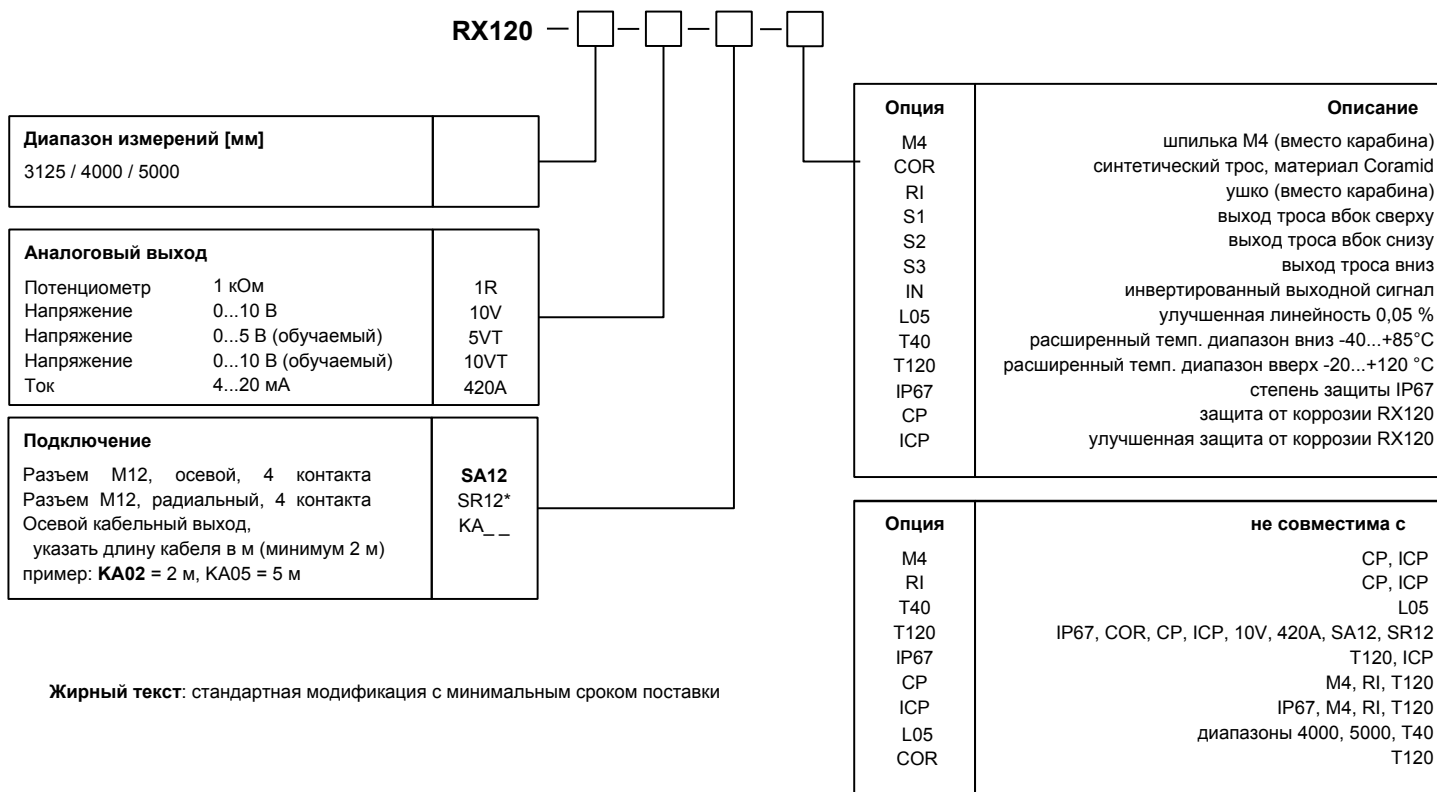 RX120
Диапазон измерений [мм]
3125 / 4000 / 5000
Аналоговый выход
Потенциометр 1 кОм 1R
Напряжение 0...10 В 10V
Напряжение 0...5 В (обучаемый) 5VT
Напряжение 0...10 В (обучаемый) 10VT
Ток 4...20 мА 420A
Подключение
Разъем M12, осевой, 4 контакта SA12
Разъем M12, радиальный, 4 контакта SR12*
Осевой кабельный выход, KA_ _
указать длину кабеля в м (минимум 2 м)
пример: KA02 = 2 м, KA05 = 5 м
Жирный текст: стандартная модификация с минимальным сроком поставки
Опция Описание
M4 шпилька M4 (вместо карабина)
COR синтетический трос, материал Coramid
RI ушко (вместо карабина)
S1 выход троса вбок сверху
S2 выход троса вбок снизу
S3 выход троса вниз
IN инвертированный выходной сигнал
L05 улучшенная линейность 0,05 %
T40 расширенный темп. диапазон вниз -40...+85°C
T120 расширенный темп. диапазон вверх -20...+120 °C
IP67 степень защиты IP67
CP защита от коррозии RX120
ICP улучшенная защита от коррозии RX120
Опция не совместима с
M4 CP, ICP
RI CP, ICP
T40 L05
T120 IP67, COR, CP, ICP, 10V, 420A, SA12, SR12
IP67 T120, ICP
CP M4, RI, T120
ICP IP67, M4, RI, T120
L05 диапазоны 4000, 5000, T40
COR T120